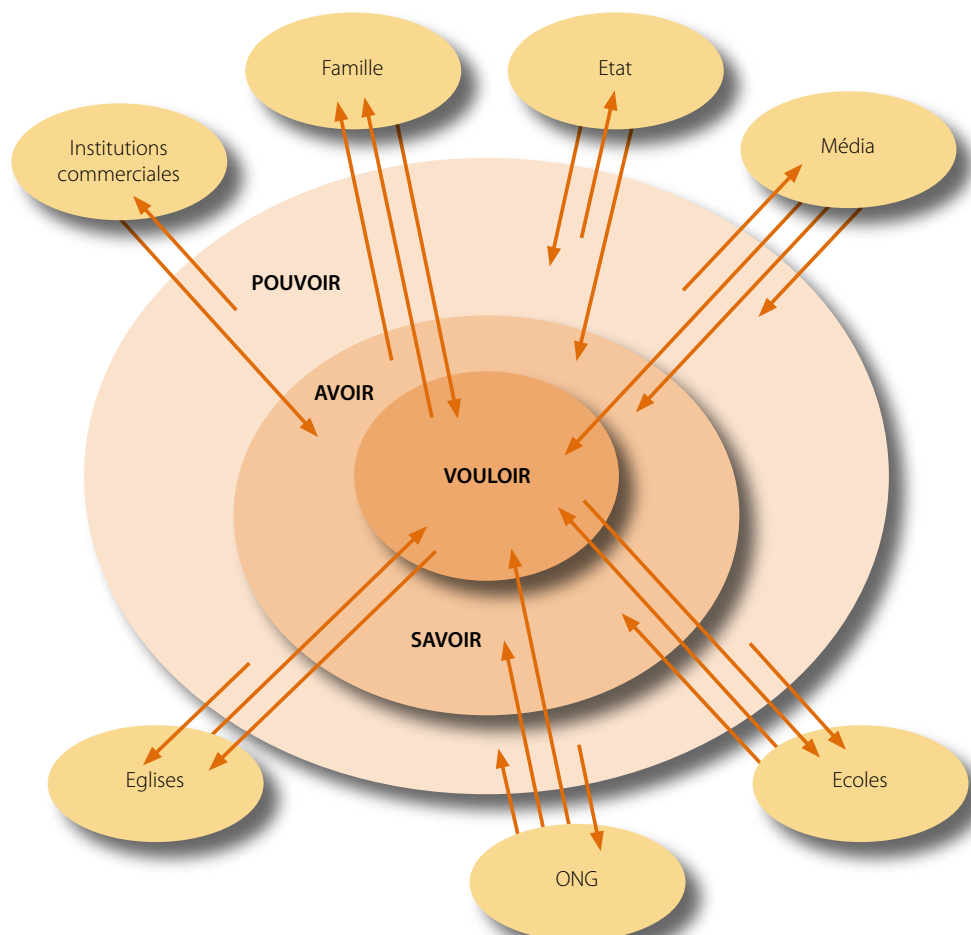 Famille
Etat
Institutions
commerciales
Média
POUVOIR
AVOIR
VOULOIR
SAVOIR
Eglises
Ecoles
ONG